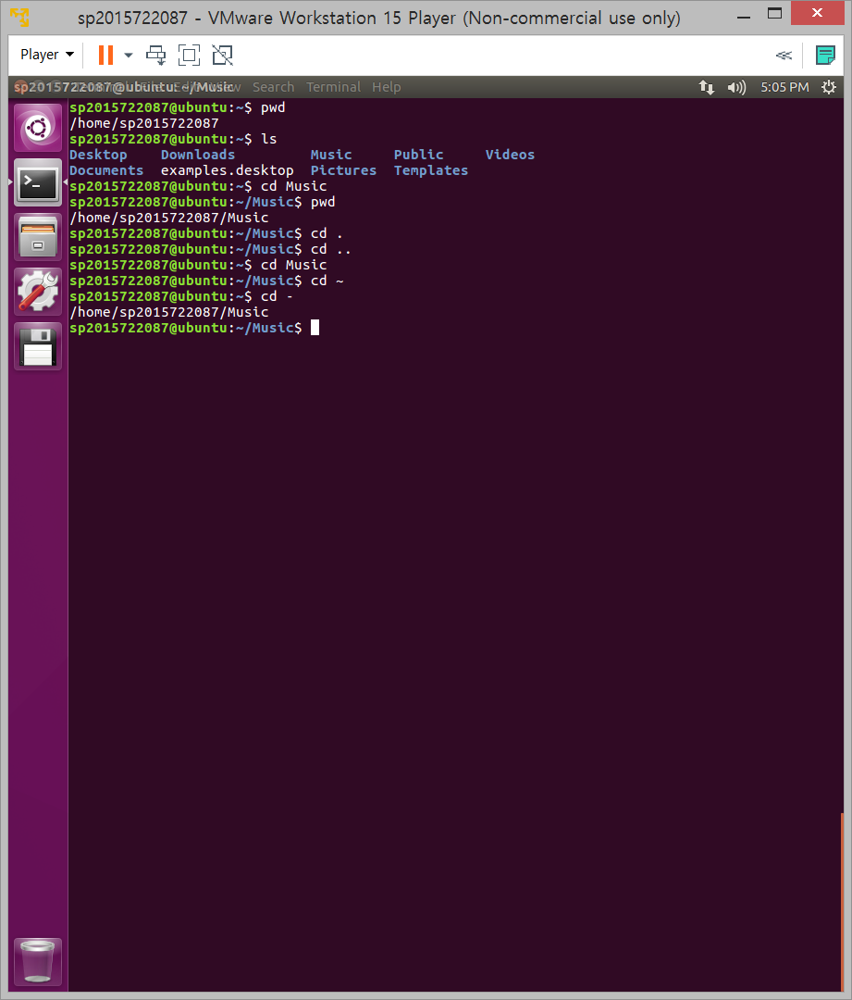 sp2015722087 - VMware Workstation 15 Player (Non-commercial use only)
Player
sp2015722087@ubuntu: ~/Music View Search Terminal Help 5:05 PM
sp2015722087@ubuntu:~$ pwd
/home/sp2015722087
sp2015722087@ubuntu:~$ ls
Desktop Downloads Music Public Videos
Documents examples.desktop Pictures Templates
sp2015722087@ubuntu:~$ cd Music
sp2015722087@ubuntu:~/Music$ pwd
/home/sp2015722087/Music
sp2015722087@ubuntu:~/Music$ cd .
sp2015722087@ubuntu:~/Music$ cd ..
sp2015722087@ubuntu:~$ cd Music
sp2015722087@ubuntu:~/Music$ cd ~
sp2015722087@ubuntu:~$ cd -
/home/sp2015722087/Music
sp2015722087@ubuntu:~/Music$